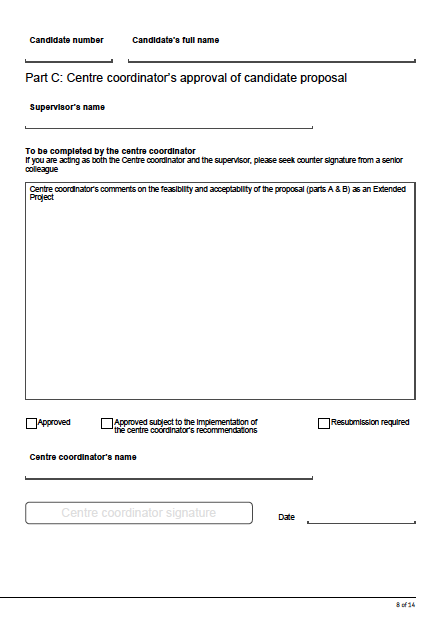 Candidate number Candidate's full name
Part C: Centre coordinator's approval of candidate proposal
Supervisor's name
To be completed by the centre coordinator
If you are acting as both the Centre coordinator and the supervisor, please seek counter signature from a senior
colleague
Centre coordinator's comments on the feasibility and acceptability of the proposal (parts A & B) as an Extended
Project
Approved Approved subject to the implementation of Resubmission required
the centre coordinator's recommendations
Centre coordinator's name
Centre coordinator signature Date
8 of 14